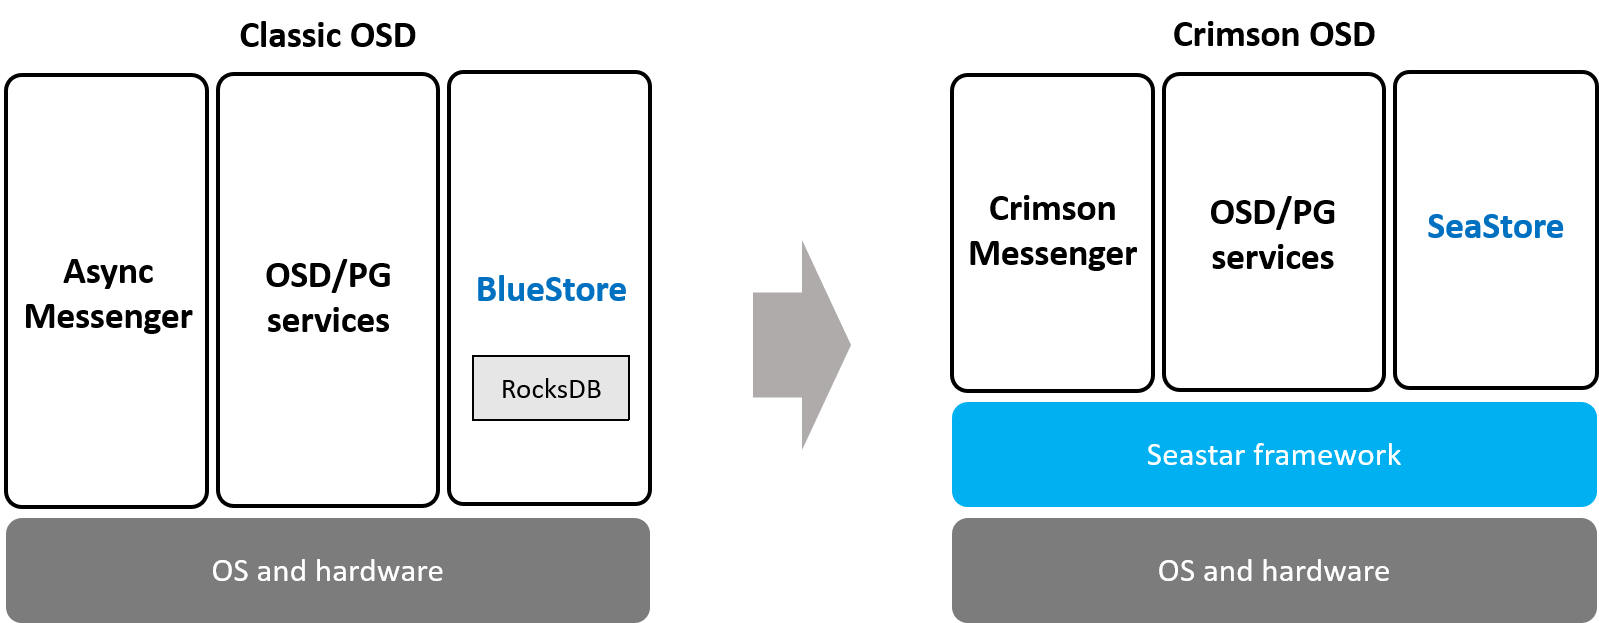 Classic OSD
Async
Messenger
OSD/PG
services
BlueStore
RocksDB
OS and hardware
Crimson OSD
Crimson
Messenger
OSD/PG
services
SeaStore
Seastar framework
OS and hardware